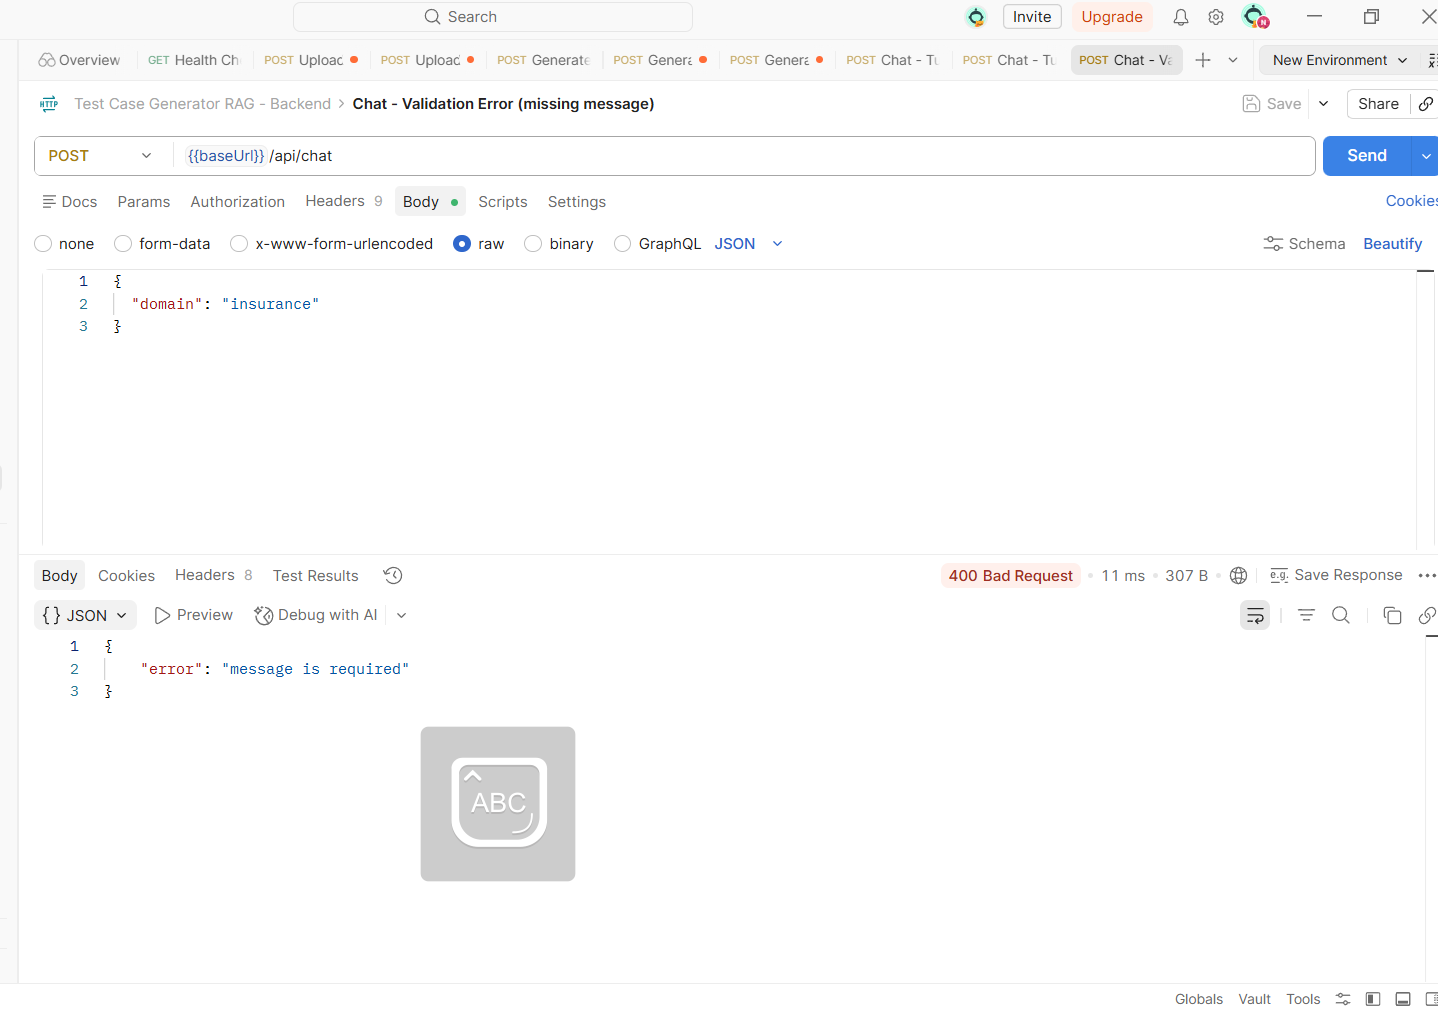 Search
Invite
Upgrade
Overview
GET Health Ch
POST Upload
POST Upload
POST Generate
POST Genera
POST Genera
POST Chat - Tu
POST Chat - Tu
POST Chat - Va
New Environment
HTTP
Test Case Generator RAG - Backend > Chat - Validation Error (missing message)
Save
Share
POST
{{baseUrl}} /api/chat
Send
Docs Params Authorization Headers 9 Body Scripts Settings
Cookies
none form-data x-www-form-urlencoded raw binary GraphQL JSON
Schema Beautify
1 {
2 "domain": "insurance"
3 }
Body Cookies Headers 8 Test Results
400 Bad Request • 11 ms • 307 B
e.g. Save Response
{} JSON Preview Debug with AI
1 {
2 "error": "message is required"
3 }
ABC
Globals Vault Tools